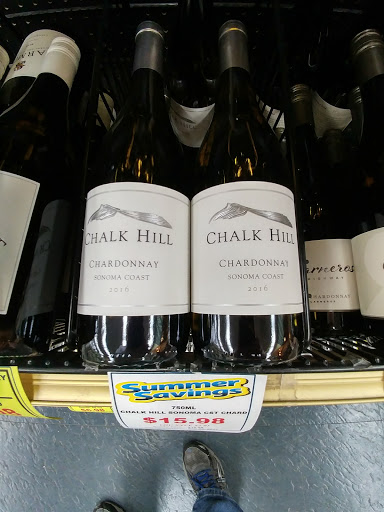 CHALK HILL
CHARDONNAY
SONOMA COAST
2016
CHALK HILL
CHARDONNAY
SONOMA COAST
2016
CHARDONNAY
Summer
Savings
750ML
CHALK HILL SONOMA CST CHARD
$15.98